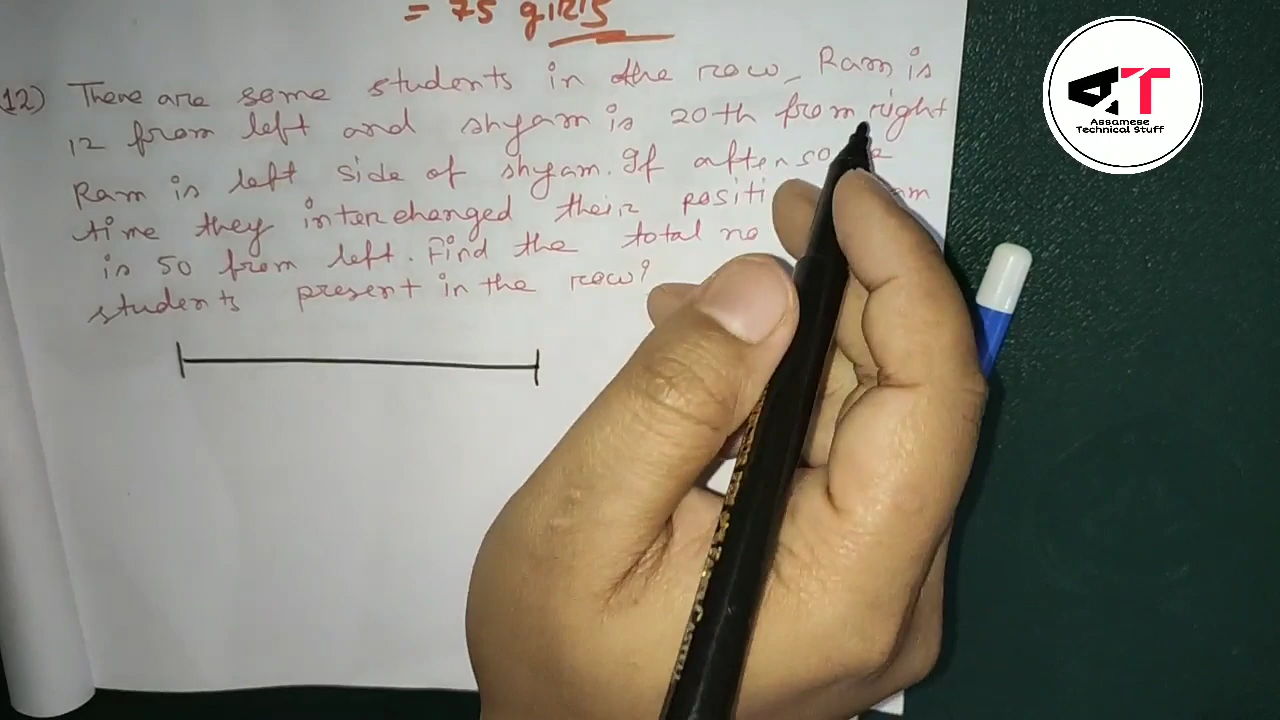 = 75 girls
12) There are some students in the row. Ram is
12 from left and shyam is 20th from right
Ram is left side of shyam. If after
time they interchanged their
is 50 from left. Find the total no
students present in the row?
AT
Assamese
Technical Stuff